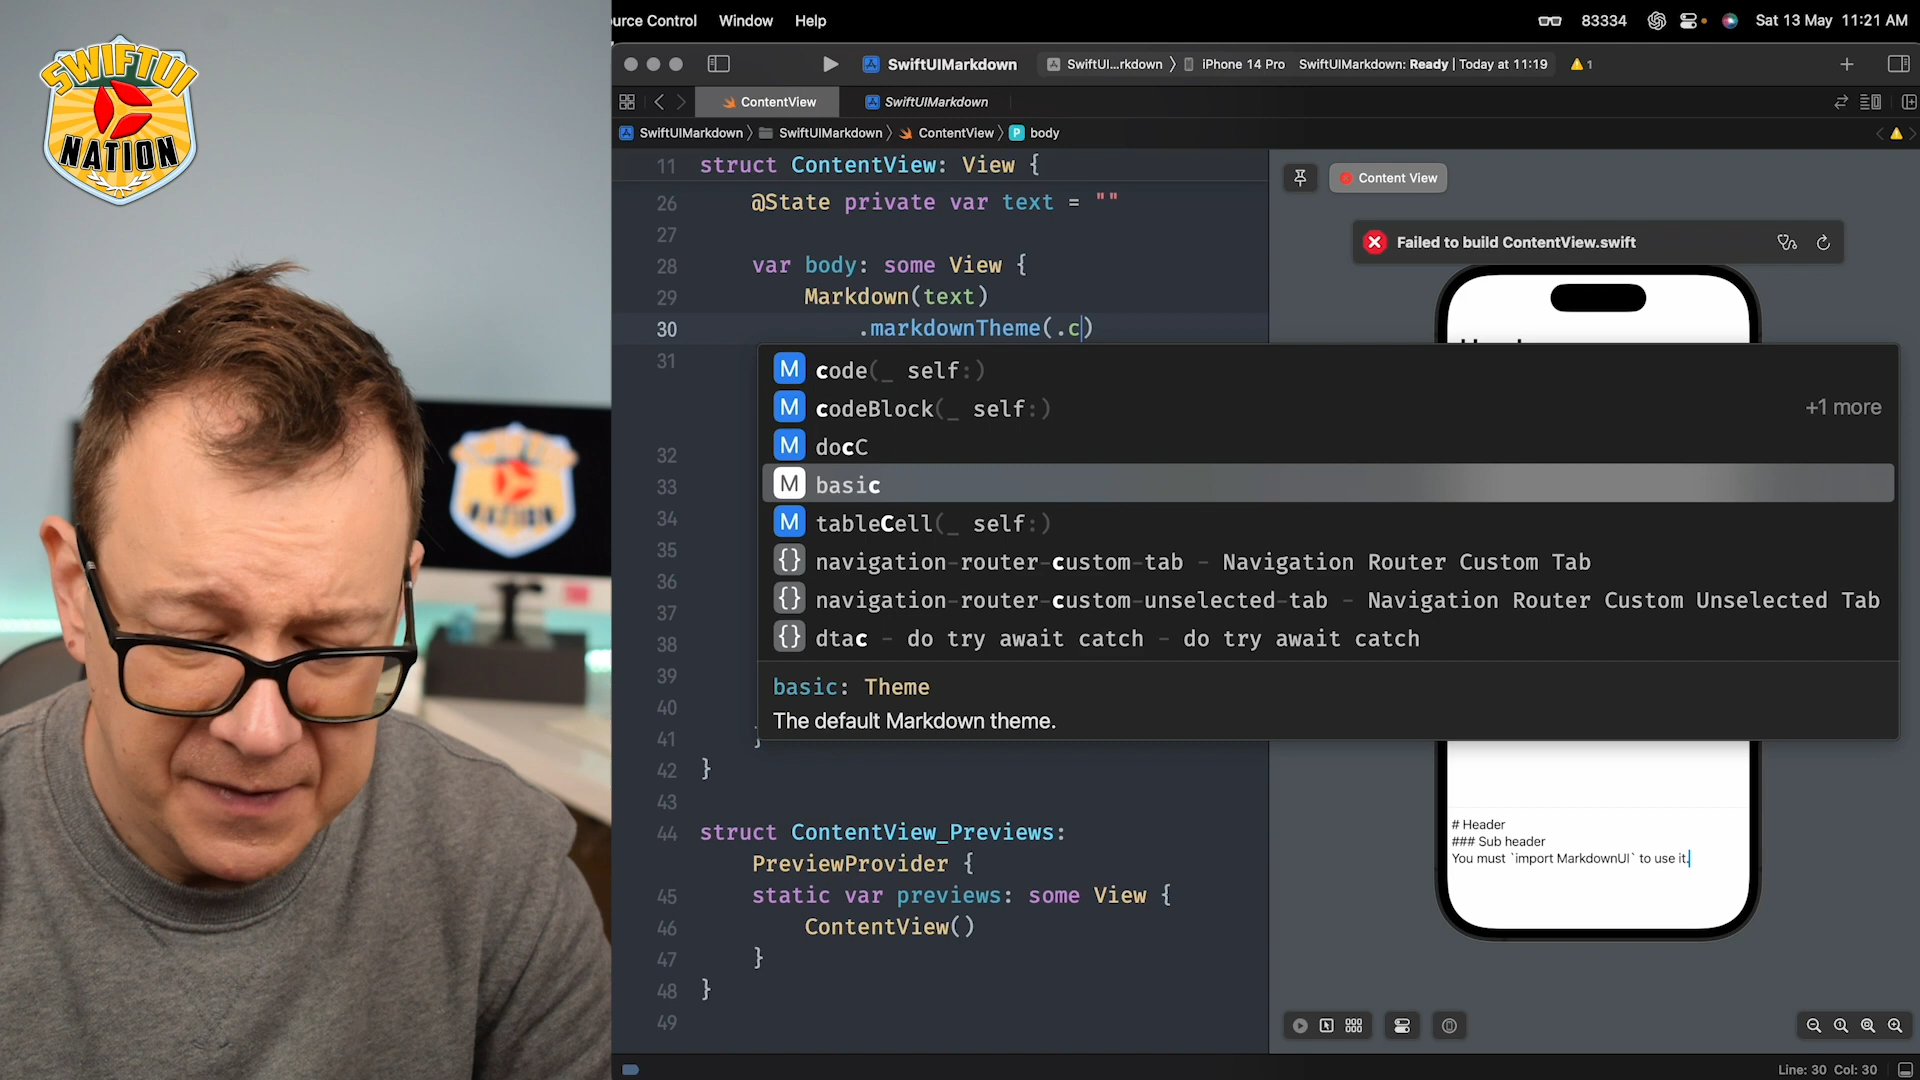 SWIFTUI
NATION
NATION
urce Control Window Help
83334 Sat 13 May 11:21 AM
SwiftUIMarkdown
SwiftUI...rkdown 〉 iPhone 14 Pro SwiftUIMarkdown: Ready | Today at 11:19 1
ContentView SwiftUIMarkdown
SwiftUIMarkdown 〉 SwiftUIMarkdown 〉 ContentView 〉 P body
11 struct ContentView: View {
26 @State private var text = ""
27
28 var body: some View {
29 Markdown(text)
30 .markdownTheme(.c)
31
32
33
34
35
36
37
38
39
40
41 }
42 }
43
44 struct ContentView_Previews:
PreviewProvider {
45 static var previews: some View {
46 ContentView()
47 }
48 }
49
M code(_ self:)
M codeBlock(_ self:) +1 more
M docC
M basic
M tableCell(_ self:)
{} navigation-router-custom-tab - Navigation Router Custom Tab
{} navigation-router-custom-unselected-tab - Navigation Router Custom Unselected Tab
{} dtac - do try await catch - do try await catch
basic: Theme
The default Markdown theme.
Content View
Failed to build ContentView.swift
# Header
### Sub header
You must `import MarkdownUI` to use it.
Line: 30 Col: 30